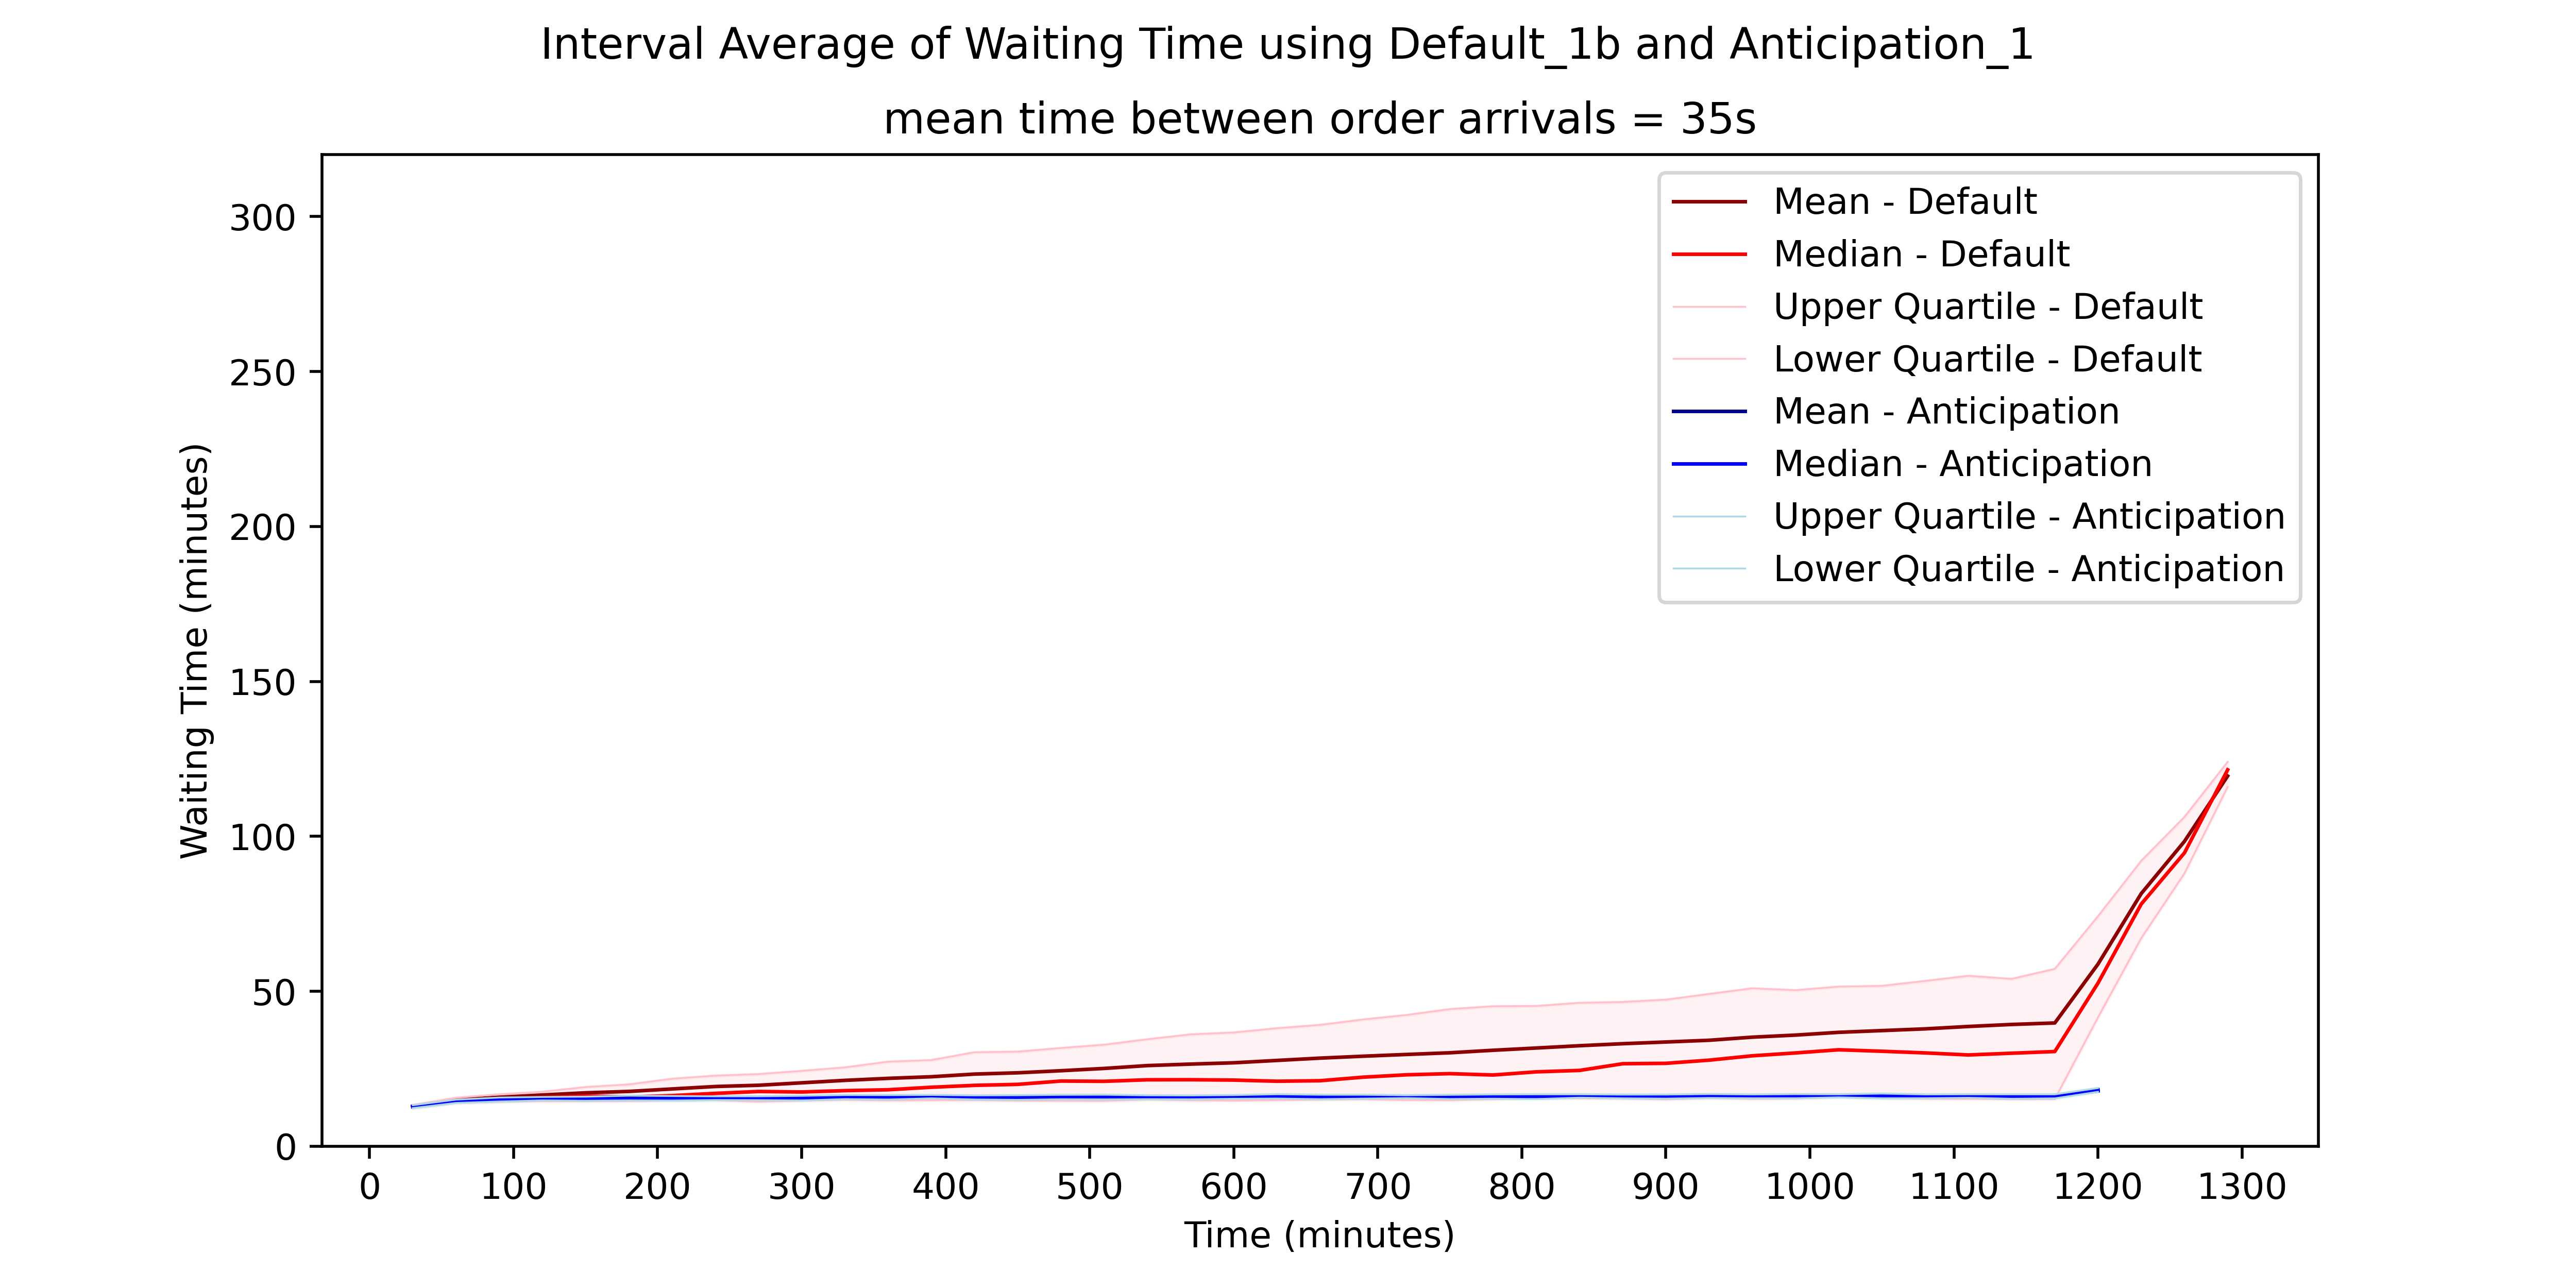 Interval Average of Waiting Time using Default_1b and Anticipation_1
mean time between order arrivals = 35s
300
250
200
150
100
50
0
Waiting Time (minutes)
Mean - Default
Median - Default
Upper Quartile - Default
Lower Quartile - Default
Mean - Anticipation
Median - Anticipation
Upper Quartile - Anticipation
Lower Quartile - Anticipation
0 100 200 300 400 500 600 700 800 900 1000 1100 1200 1300
Time (minutes)